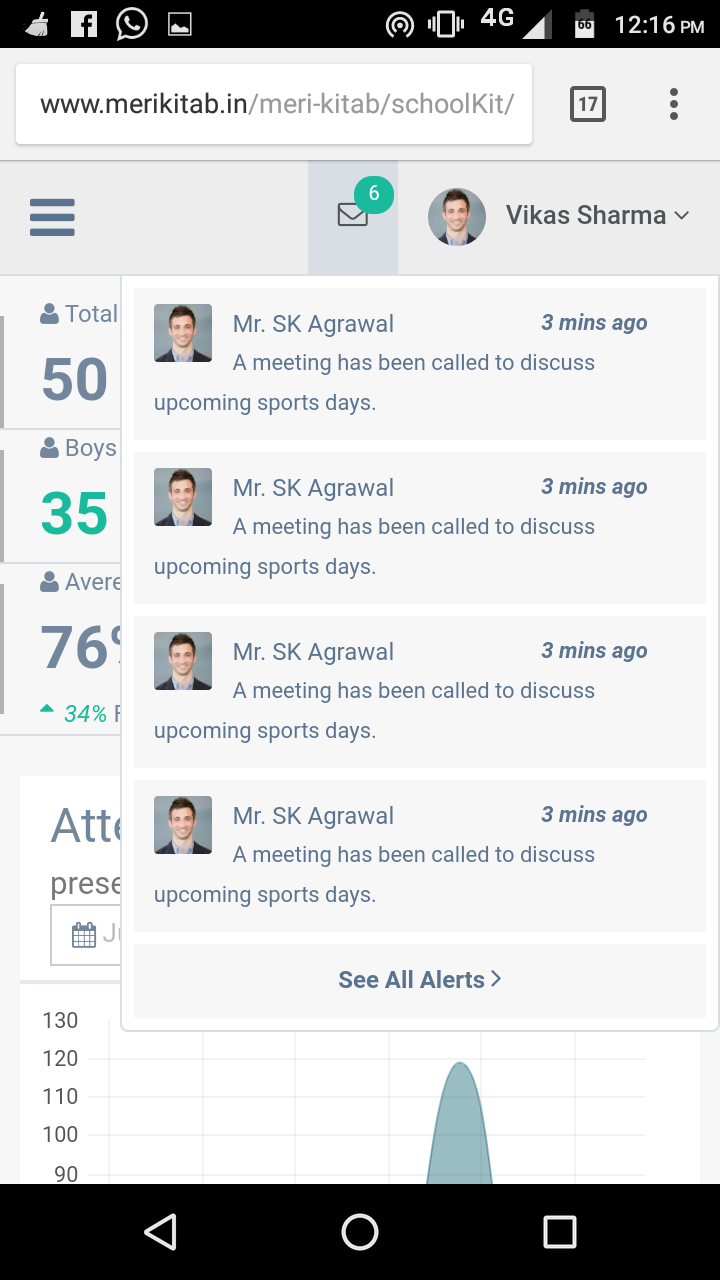 4G 66 12:16 PM
www.merikitab.in/meri-kitab/schoolKit/ 17
6 Vikas Sharma
Total
50
Boys
35
76%
34%
Mr. SK Agrawal 3 mins ago
A meeting has been called to discuss
upcoming sports days.
Mr. SK Agrawal 3 mins ago
A meeting has been called to discuss
upcoming sports days.
Mr. SK Agrawal 3 mins ago
A meeting has been called to discuss
upcoming sports days.
Mr. SK Agrawal 3 mins ago
A meeting has been called to discuss
upcoming sports days.
See All Alerts
130
120
110
100
90